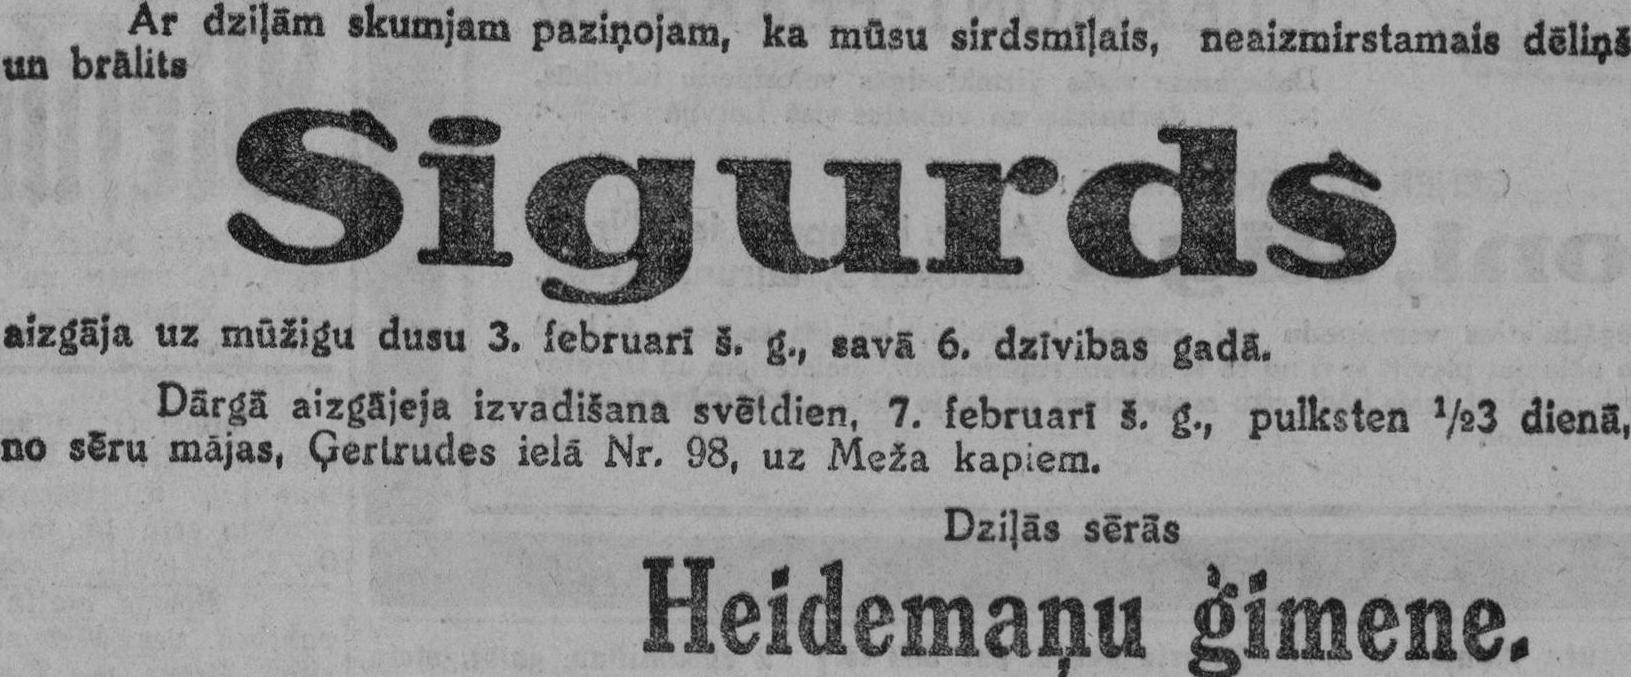 Ar dziļām skumjam paziņojam, ka mūsu sirdsmīļais, neaizmirstamais dēliņš
un brālits
Sigurds
aizgāja uz mūžigu dusu 3. februarī š. g., savā 6. dzīvibas gadā.
Dārgā aizgājeja izvadišana svētdien, 7. februarī š. g., pulksten ½3 dienā,
no sēru mājas, Ģertrudes ielā Nr. 98, uz Meža kapiem.
Dziļās sērās
Heidemaņu ģimene.